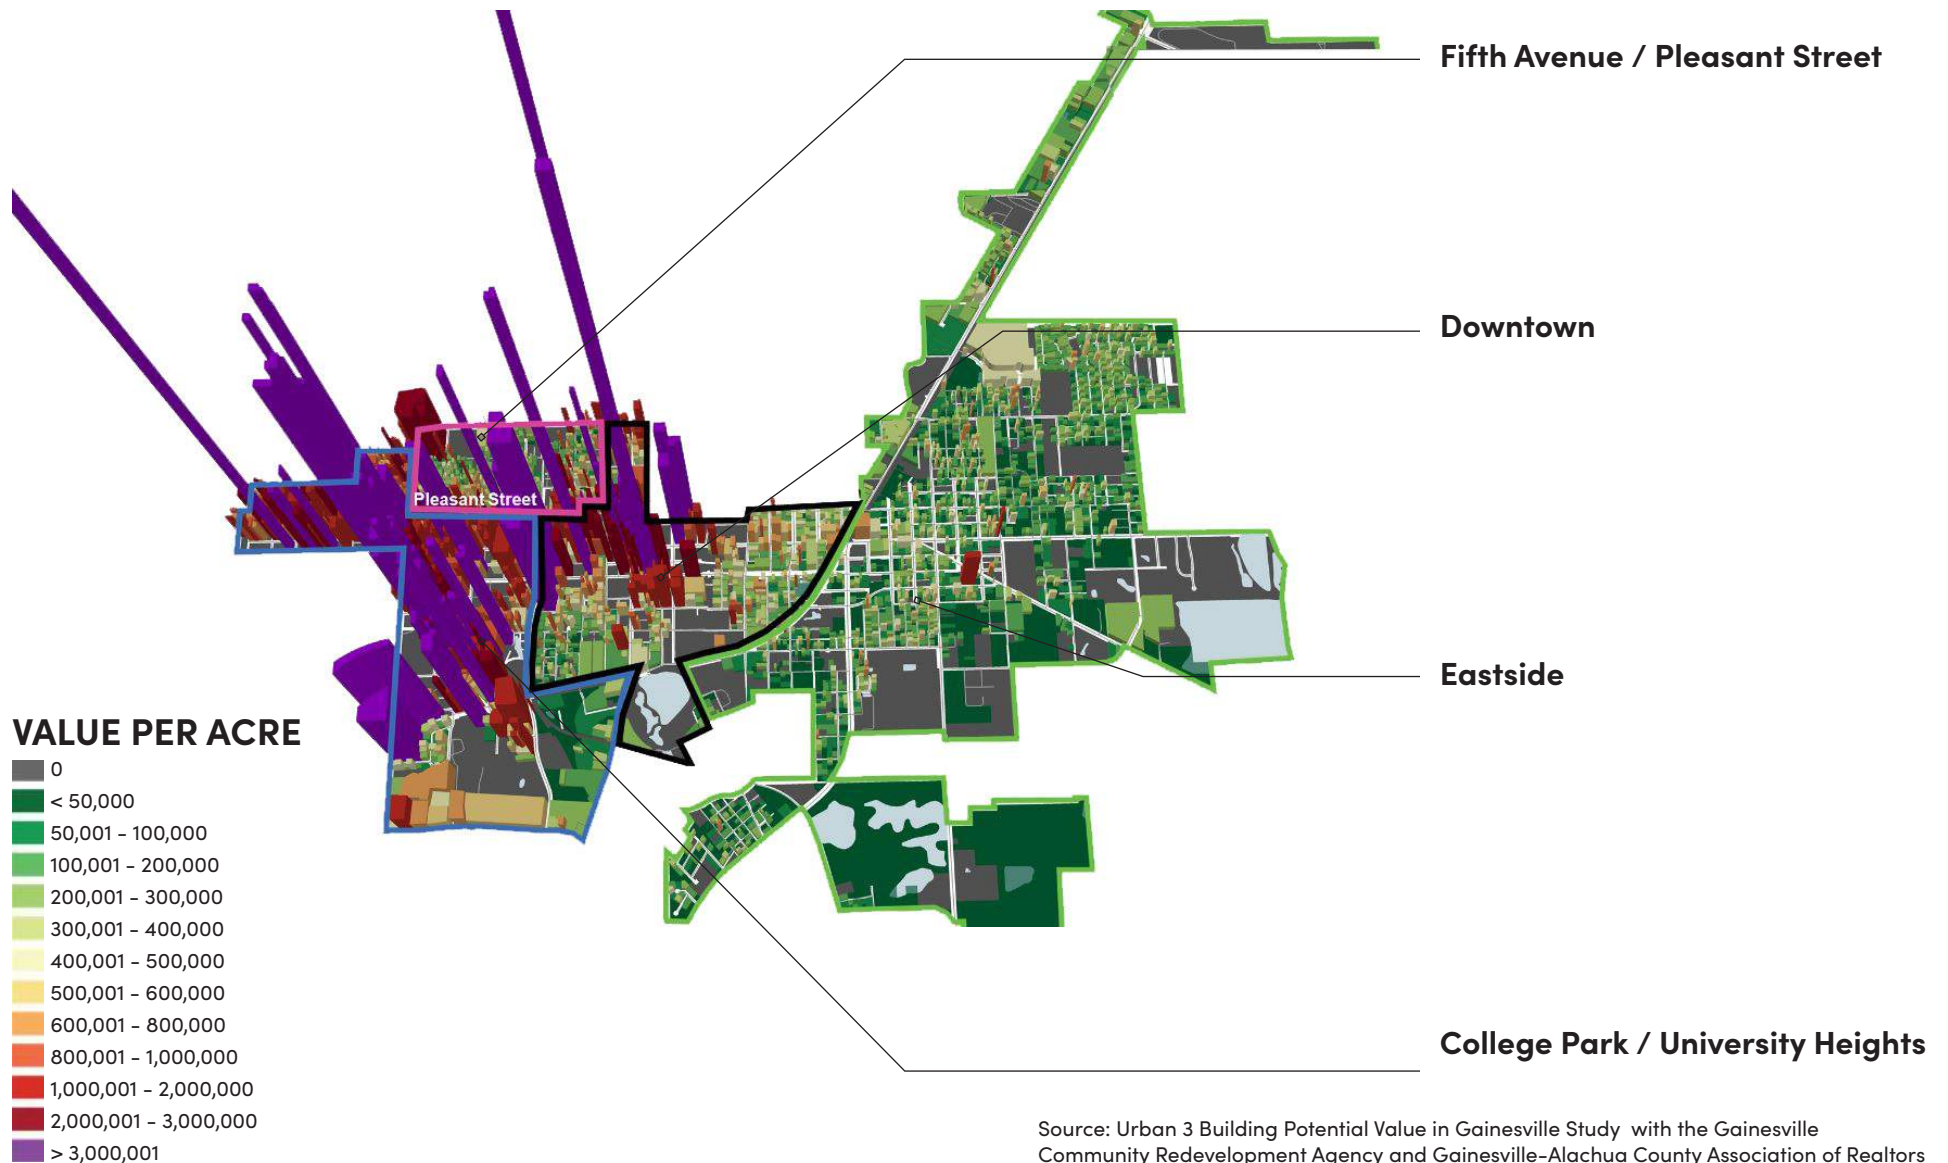 Fifth Avenue / Pleasant Street
Downtown
Pleasant Street
Eastside
VALUE PER ACRE
0
< 50,000
50,001 - 100,000
100,001 - 200,000
200,001 - 300,000
300,001 - 400,000
400,001 - 500,000
500,001 - 600,000
600,001 - 800,000
800,001 - 1,000,000
1,000,001 - 2,000,000
2,000,001 - 3,000,000
> 3,000,001
College Park / University Heights
Source: Urban 3 Building Potential Value in Gainesville Study with the Gainesville
Community Redevelopment Agency and Gainesville-Alachua County Association of Realtors